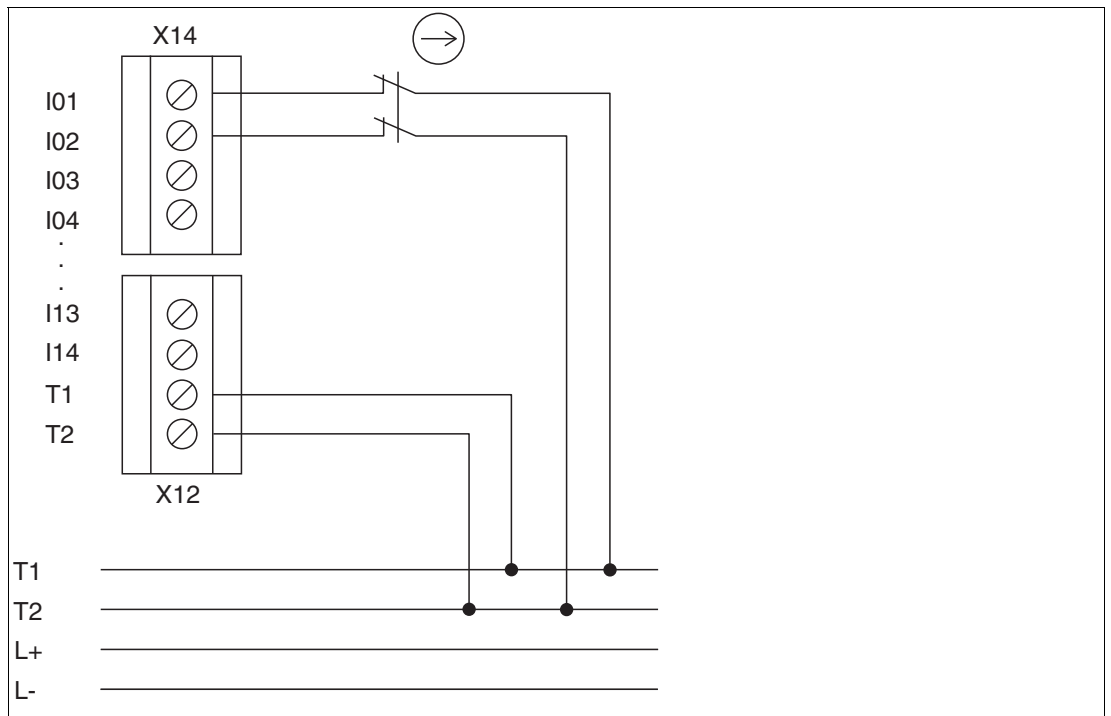 X14
I01
I02
I03
I04
.
.
.
I13
I14
T1
T2
X12
T1
T2
L+
L-